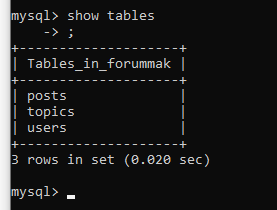 mysql> show tables
    -> ;
+--------------------+
| Tables_in_forummak |
+--------------------+
| posts              |
| topics             |
| users              |
+--------------------+
3 rows in set (0.020 sec)

mysql> _